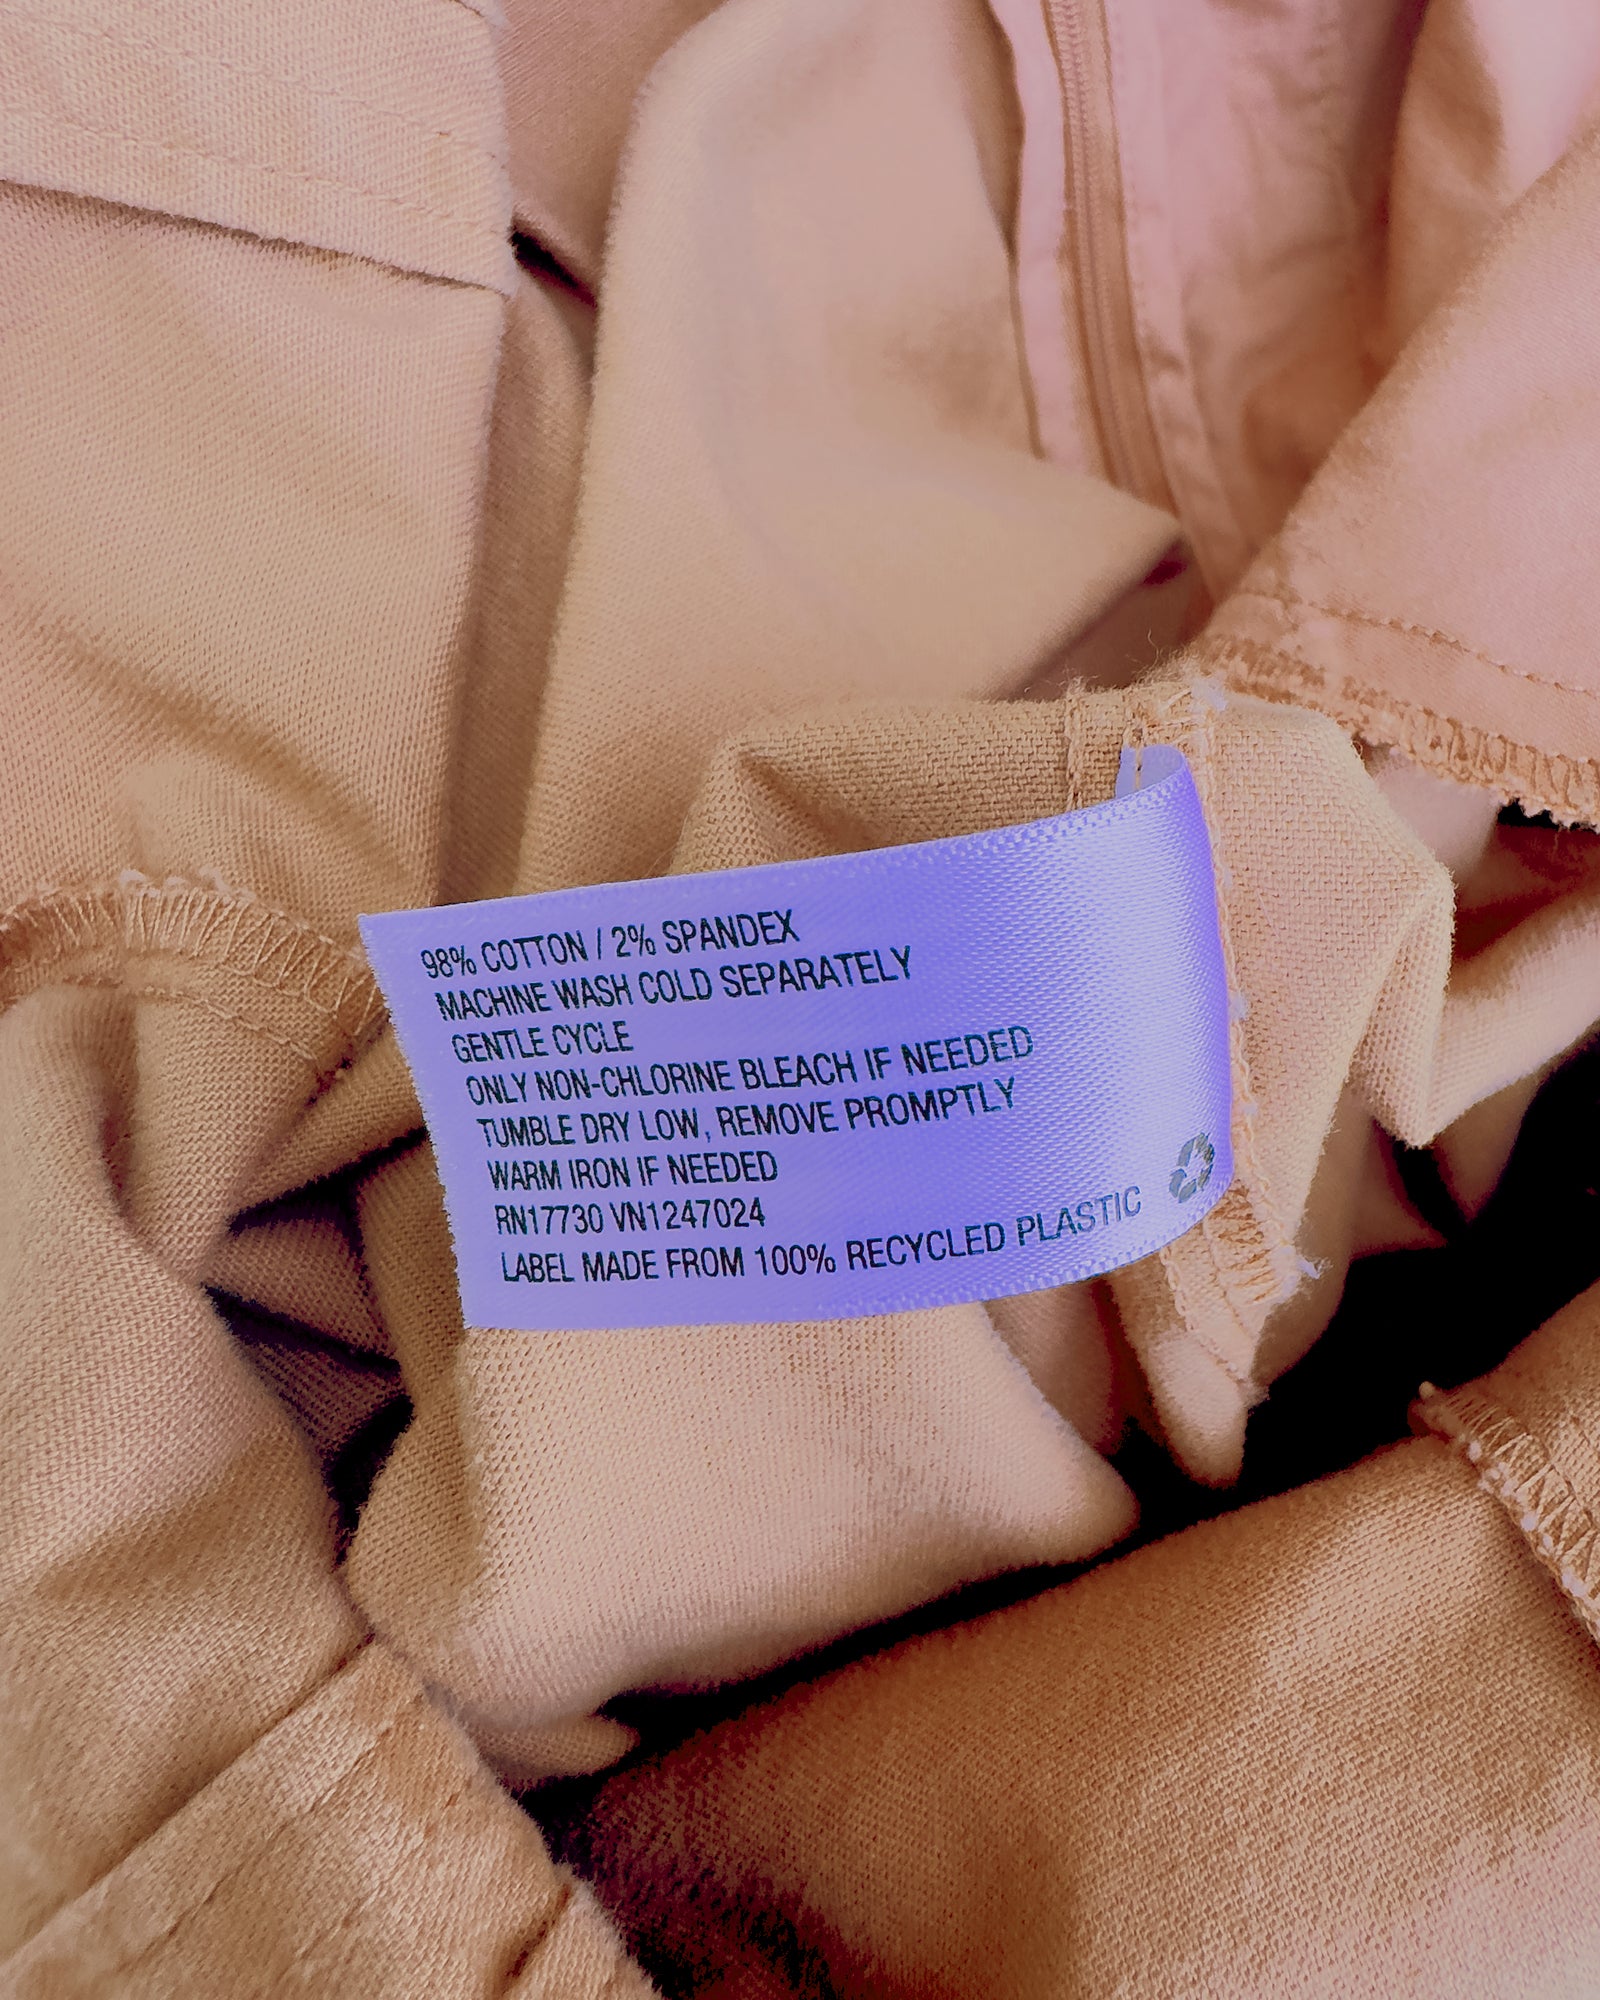 98% COTTON / 2% SPANDEX
MACHINE WASH COLD SEPARATELY
GENTLE CYCLE
ONLY NON-CHLORINE BLEACH IF NEEDED
TUMBLE DRY LOW, REMOVE PROMPTLY
WARM IRON IF NEEDED
RN17730 VN1247024
LABEL MADE FROM 100% RECYCLED PLASTIC